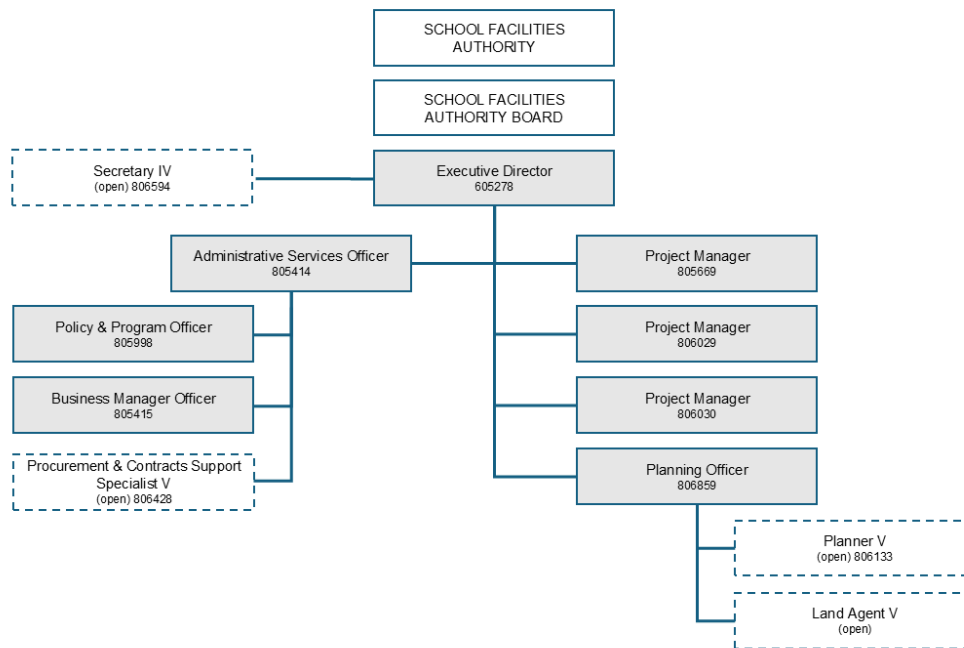 SCHOOL FACILITIES
AUTHORITY
SCHOOL FACILITIES
AUTHORITY BOARD
Secretary IV
(open) 806594
Executive Director
605278
Administrative Services Officer
805414
Project Manager
805669
Policy & Program Officer
805998
Project Manager
806029
Business Manager Officer
805415
Project Manager
806030
Procurement & Contracts Support
Specialist V
(open) 806428
Planning Officer
806859
Planner V
(open) 806133
Land Agent V
(open)